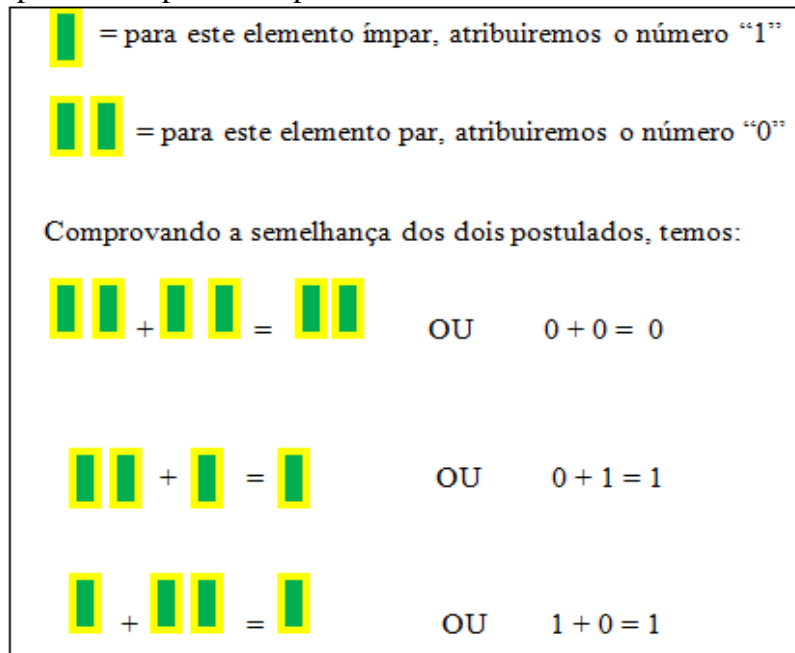 = para este elemento ímpar, atribuiremos o número “1”
= para este elemento par, atribuiremos o número “0”
Comprovando a semelhança dos dois postulados, temos:
+ = OU 0 + 0 = 0
+ = OU 0 + 1 = 1
+ = OU 1 + 0 = 1